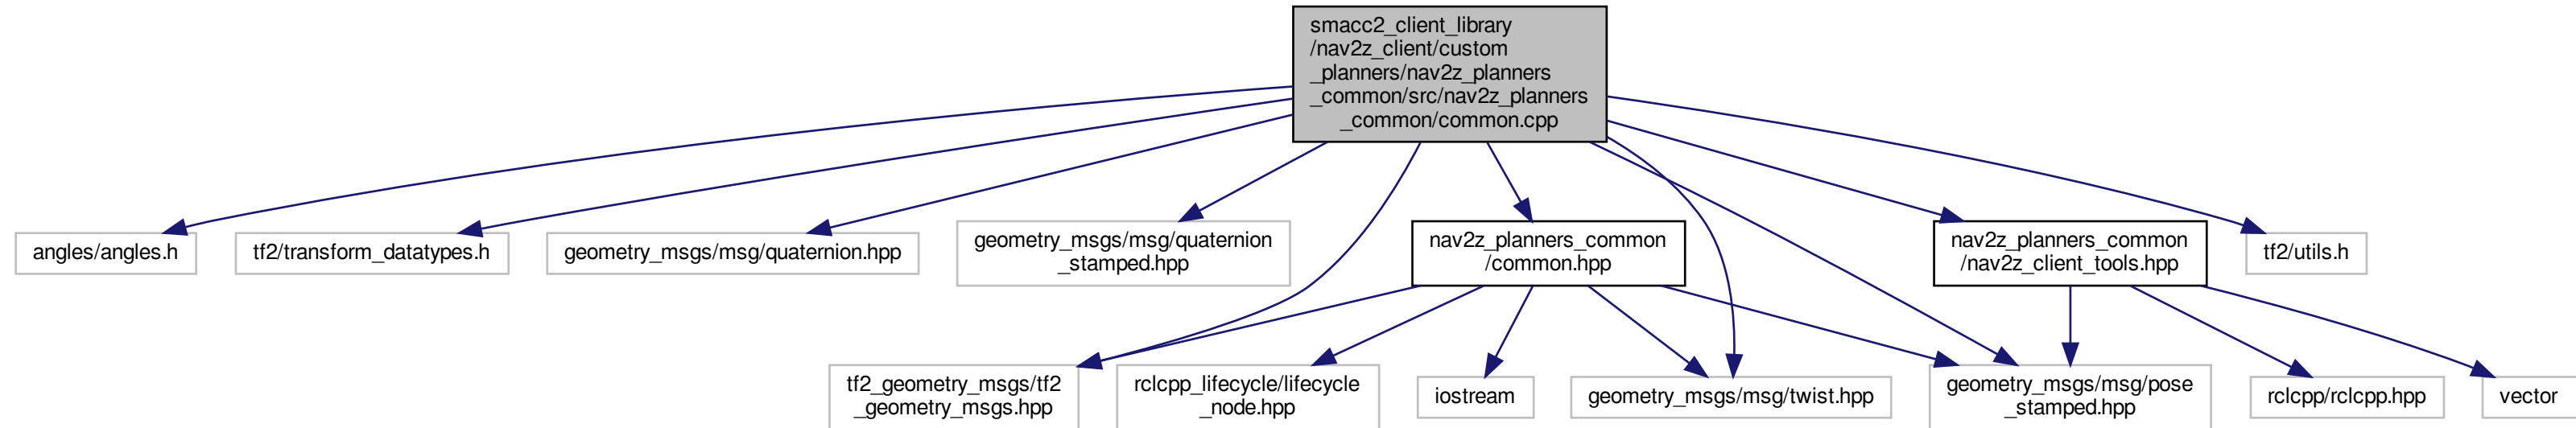 smacc2_client_library
/nav2z_client/custom
_planners/nav2z_planners
_common/src/nav2z_planners
_common/common.cpp
angles/angles.h
tf2/transform_datatypes.h
geometry_msgs/msg/quaternion.hpp
geometry_msgs/msg/quaternion
_stamped.hpp
nav2z_planners_common
/common.hpp
nav2z_planners_common
/nav2z_client_tools.hpp
tf2/utils.h
tf2_geometry_msgs/tf2
_geometry_msgs.hpp
rclcpp_lifecycle/lifecycle
_node.hpp
iostream
geometry_msgs/msg/twist.hpp
geometry_msgs/msg/pose
_stamped.hpp
rclcpp/rclcpp.hpp
vector